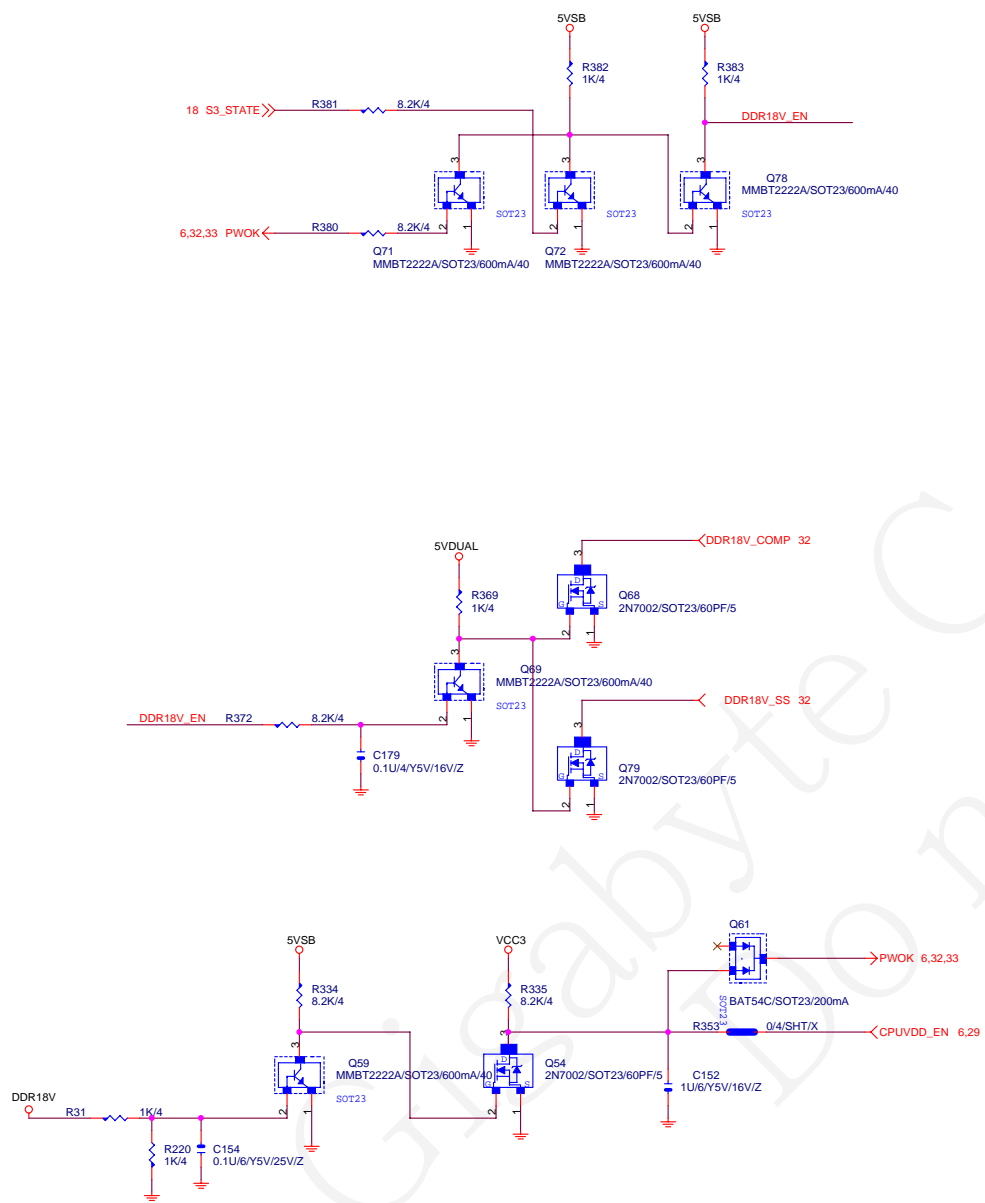 5VSB
5VSB
R382
1K/4
R383
1K/4
18 S3_STATE
R381
8.2K/4
DDR18V_EN
3
3
3
Q78
MMBT2222A/SOT23/600mA/40
SOT23
SOT23
SOT23
6,32,33 PWOK
R380
8.2K/4
2
1
2
1
2
1
Q71
MMBT2222A/SOT23/600mA/40
Q72
MMBT2222A/SOT23/600mA/40
5VDUAL
3
DDR18V_COMP 32
R369
1K/4
D
G
S
Q68
2N7002/SOT23/60PF/5
2
1
3
Q69
MMBT2222A/SOT23/600mA/40
SOT23
3
DDR18V_SS 32
DDR18V_EN
R372
8.2K/4
2
1
C179
0.1U/4/Y5V/16V/Z
D
G
S
Q79
2N7002/SOT23/60PF/5
2
1
5VSB
VCC3
Q61
PWOK 6,32,33
R334
8.2K/4
R335
8.2K/4
BAT54C/SOT23/200mA
SOT23
R353
0/4/SHT/X
CPUVDD_EN 6,29
3
Q59
MMBT2222A/SOT23/600mA/40
SOT23
3
D
G
S
Q54
2N7002/SOT23/60PF/5
C152
1U/6/Y5V/16V/Z
DDR18V
R31
1K/4
2
1
2
1
R220
1K/4
C154
0.1U/6/Y5V/25V/Z
Gigabyte C
Do n